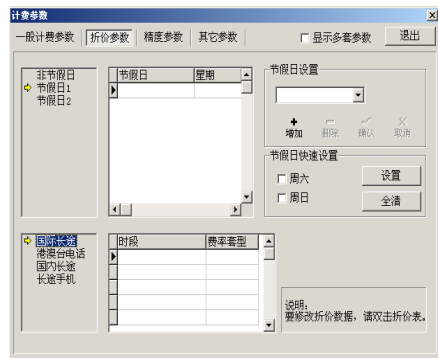 计费参数
一般计费参数 折价参数 精度参数 其它参数 显示多套参数 退出
非节假日
节假日1
节假日2
节假日 星期
节假日设置
增加 删除 确认 取消
节假日快速设置
周六 设置
周日 全清
国际长途
港澳台电话
国内长途
长途手机
时段 费率套型
说明:
要修改折价数据，请双击折价表。